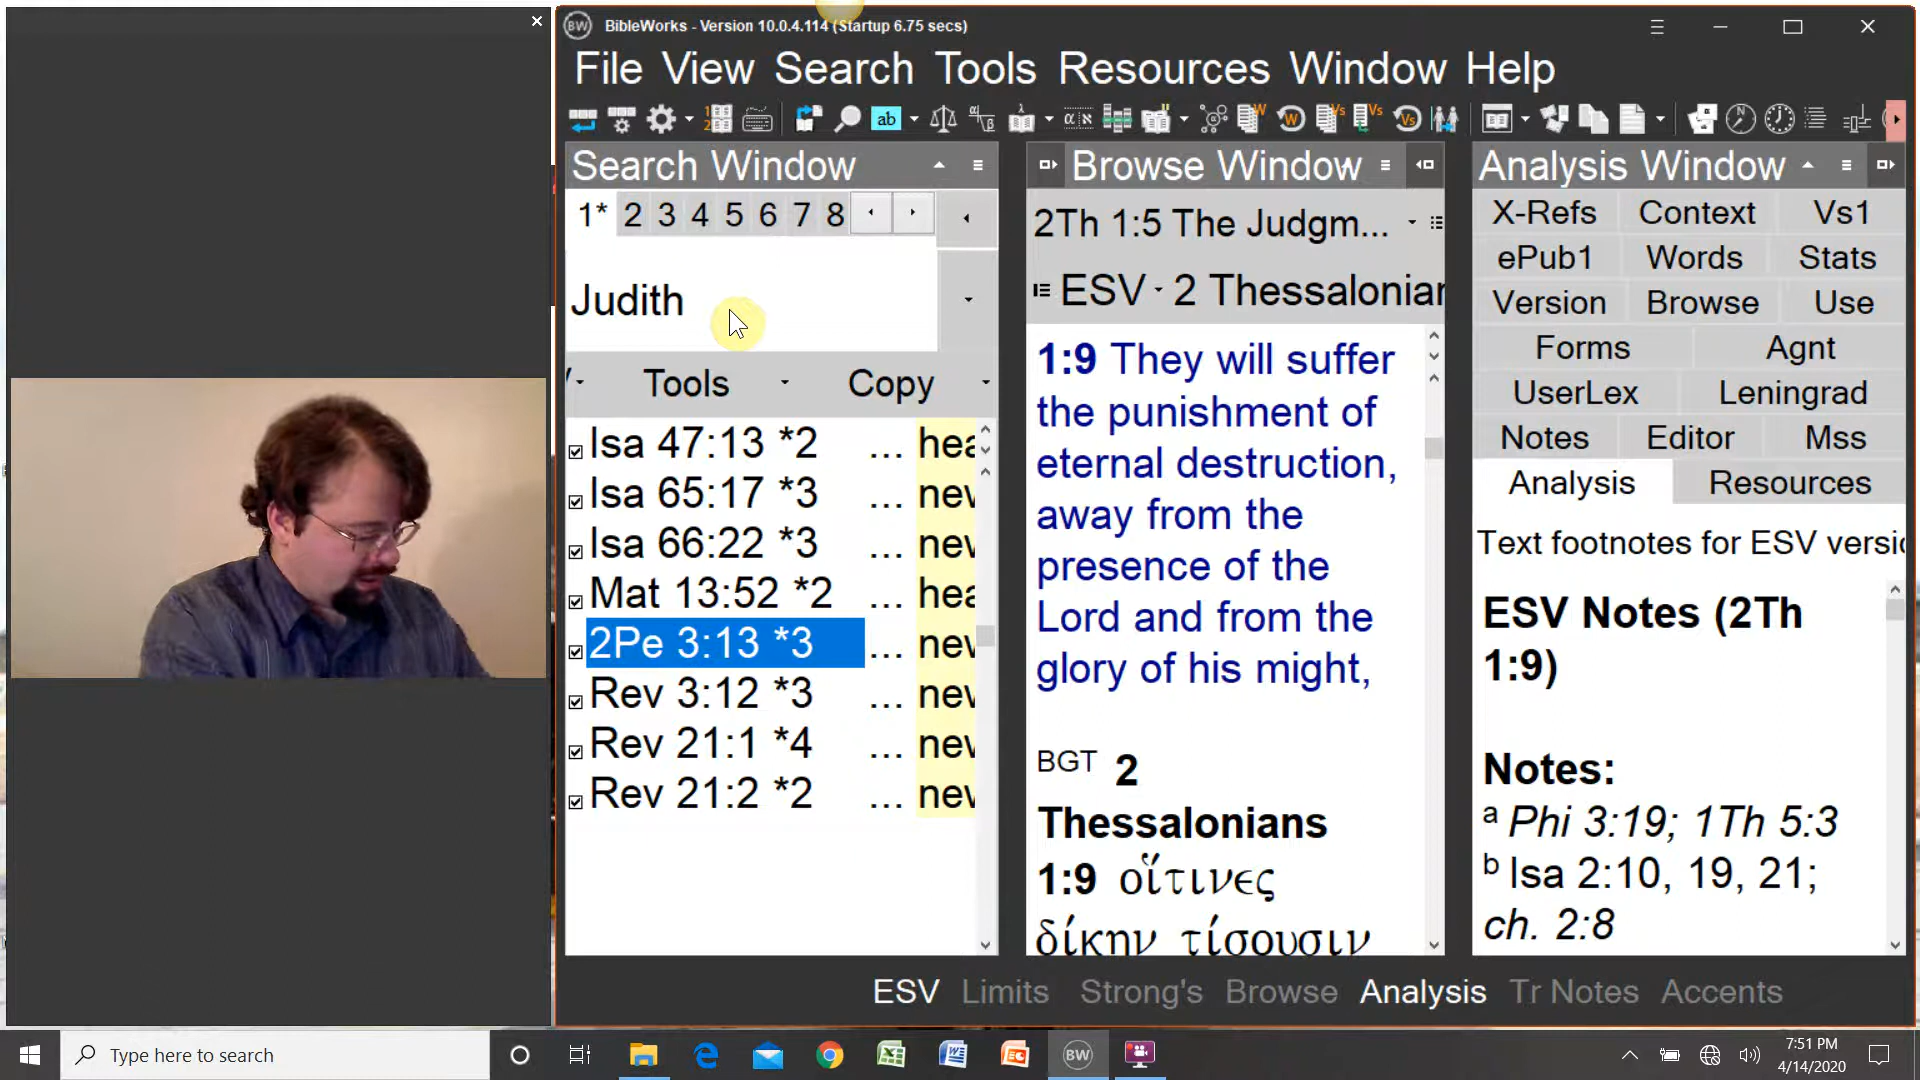 BW BibleWorks - Version 10.0.4.114 (Startup 6.75 secs)
File View Search Tools Resources Window Help
Search Window
1* 2 3 4 5 6 7 8
Judith
Tools Copy
Isa 47:13 *2 ... hea
Isa 65:17 *3 ... nev
Isa 66:22 *3 ... nev
Mat 13:52 *2 ... hea
2Pe 3:13 *3 ... nev
Rev 3:12 *3 ... nev
Rev 21:1 *4 ... nev
Rev 21:2 *2 ... nev
Browse Window
2Th 1:5 The Judgm...
ESV 2 Thessalonian
1:9 They will suffer
the punishment of
eternal destruction,
away from the
presence of the
Lord and from the
glory of his might,
BGT 2
Thessalonians
1:9 οἵτινες
δίκην τίσουσιν
Analysis Window
X-Refs Context Vs1
ePub1 Words Stats
Version Browse Use
Forms Agnt
UserLex Leningrad
Notes Editor Mss
Analysis Resources
Text footnotes for ESV versio
ESV Notes (2Th
1:9)
Notes:
a Phi 3:19; 1Th 5:3
b Isa 2:10, 19, 21;
ch. 2:8
ESV Limits Strong's Browse Analysis Tr Notes Accents
Type here to search
BW
7:51 PM
4/14/2020